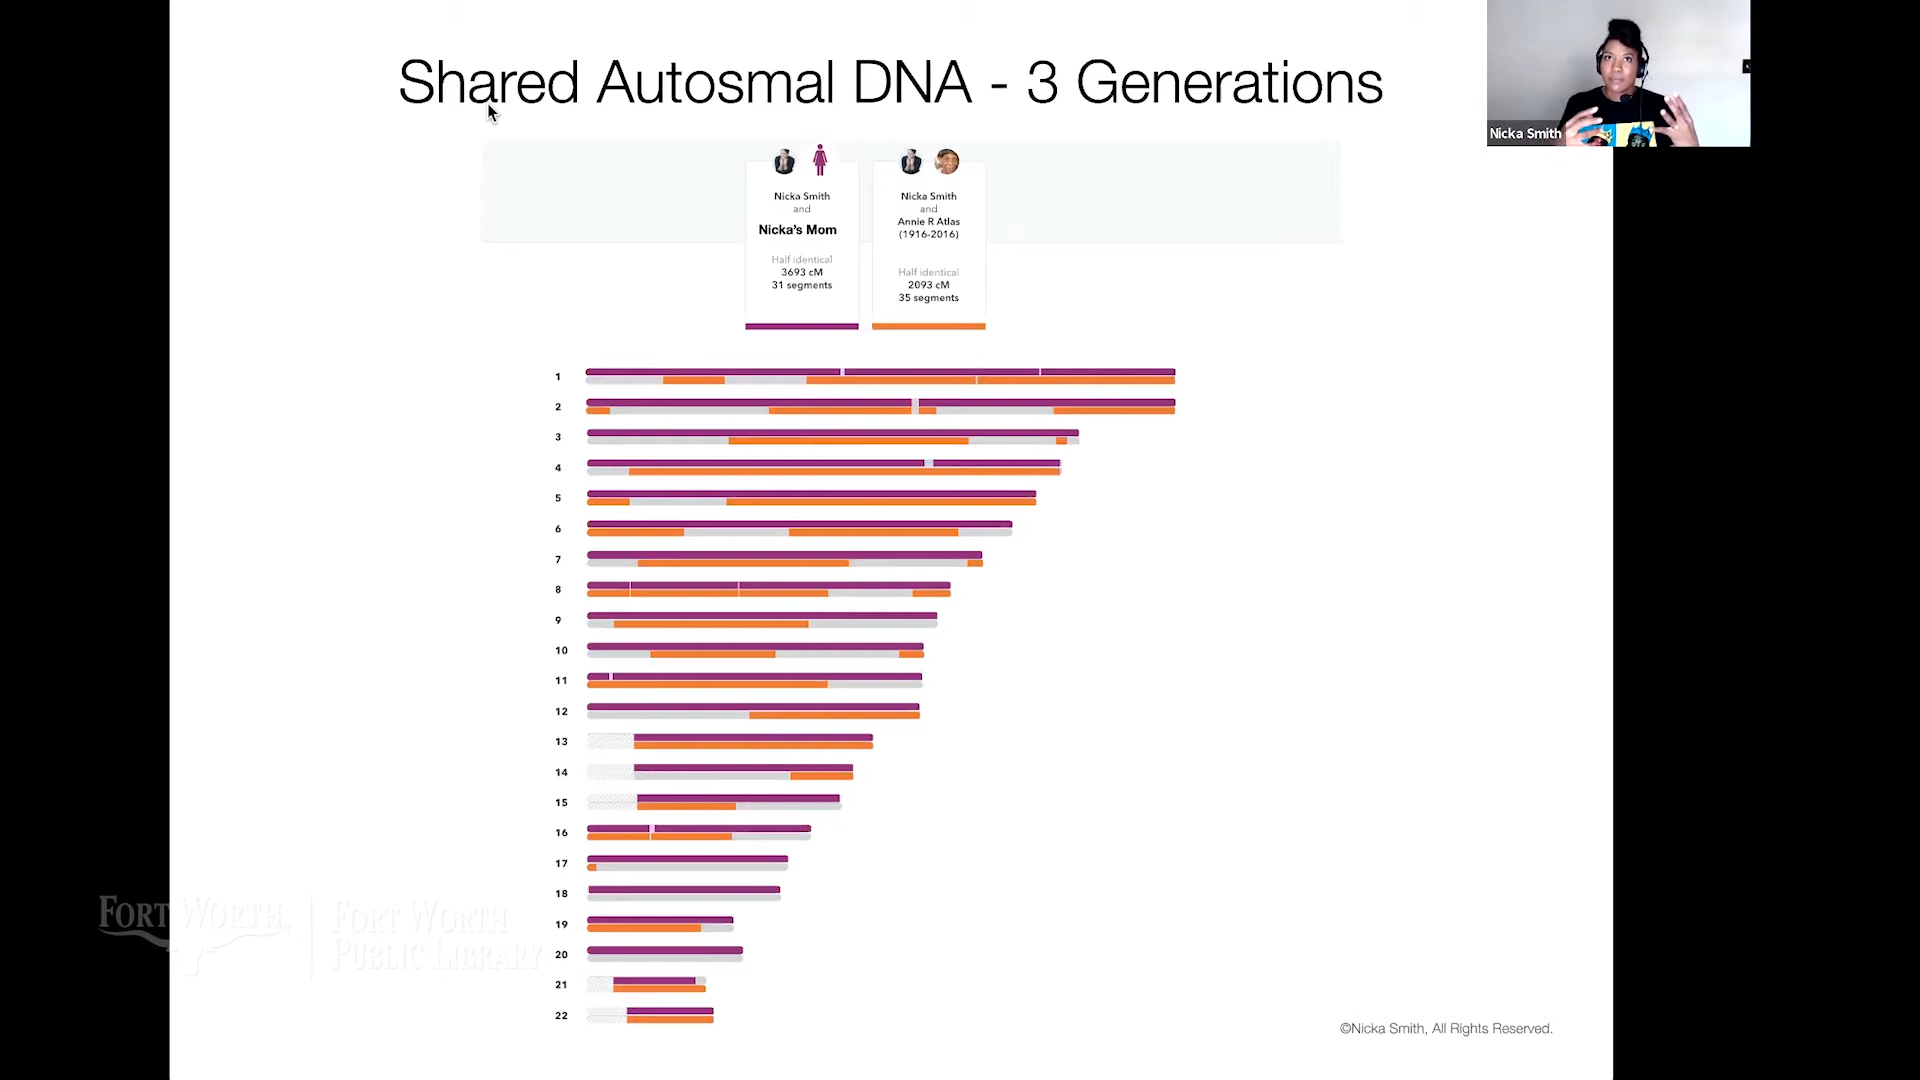 Shared Autosmal DNA - 3 Generations
Nicka Smith
Nicka Smith
and
Nicka's Mom
Half identical
3693 cM
31 segments
Nicka Smith
and
Annie R Atlas
(1916-2016)
Half identical
2093 cM
35 segments
1
2
3
4
5
6
7
8
9
10
11
12
13
14
15
16
17
18
19
20
21
22
FORT WORTH
FORT WORTH
PUBLIC LIBRARY
©Nicka Smith, All Rights Reserved.